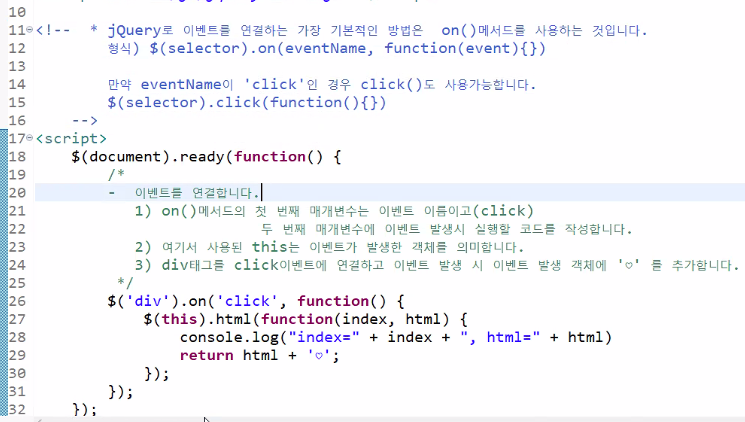 10
11 <!--  * jQuery로 이벤트를 연결하는 가장 기본적인 방법은  on()메서드를 사용하는 것입니다.
12        형식) $(selector).on(eventName, function(event){})
13
14        만약 eventName이 'click'인 경우 click()도 사용가능합니다.
15        $(selector).click(function(){})
16    -->
17 <script>
18    $(document).ready(function() {
19        /*
20        -  이벤트를 연결합니다.
21           1) on()메서드의 첫 번째 매개변수는 이벤트 이름이고(click)
22                         두 번째 매개변수에 이벤트 발생시 실행할 코드를 작성합니다.
23           2) 여기서 사용된 this는 이벤트가 발생한 객체를 의미합니다.
24           3) div태그를 click이벤트에 연결하고 이벤트 발생 시 이벤트 발생 객체에 '♡' 를 추가합니다.
25         */
26        $('div').on('click', function() {
27            $(this).html(function(index, html) {
28                console.log("index=" + index + ", html=" + html)
29                return html + '♡';
30            });
31        });
32    });